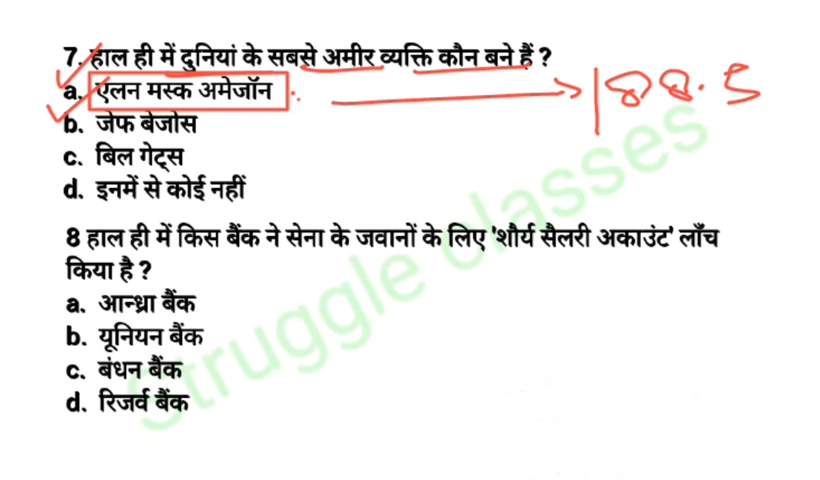 7. हाल ही में दुनियां के सबसे अमीर व्यक्ति कौन बने हैं ?
a. ऐलन मस्क अमेजॉन
188.5
b. जेफ बेजोस
c. बिल गेट्स
d. इनमें से कोई नहीं
8 हाल ही में किस बैंक ने सेना के जवानों के लिए 'शौर्य सैलरी अकाउंट' लाँच
किया है ?
a. आन्ध्रा बैंक
b. यूनियन बैंक
c. बंधन बैंक
d. रिजर्व बैंक
Struggle classes